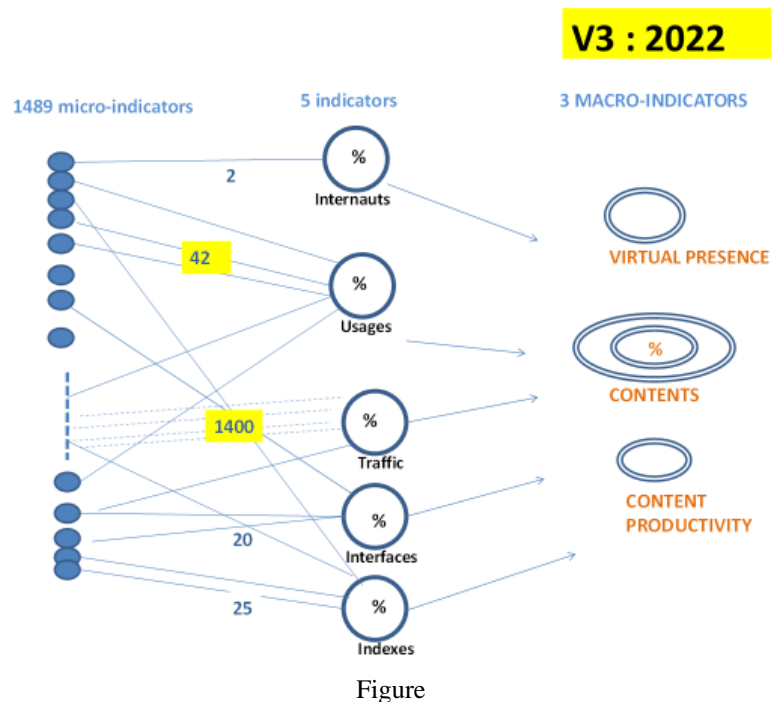 V3 : 2022
1489 micro-indicators
5 indicators
3 MACRO-INDICATORS
%
2
Internauts
VIRTUAL PRESENCE
42
%
Usages
%
CONTENTS
1400
%
Traffic
CONTENT
PRODUCTIVITY
%
20
Interfaces
%
25
Indexes
Figure